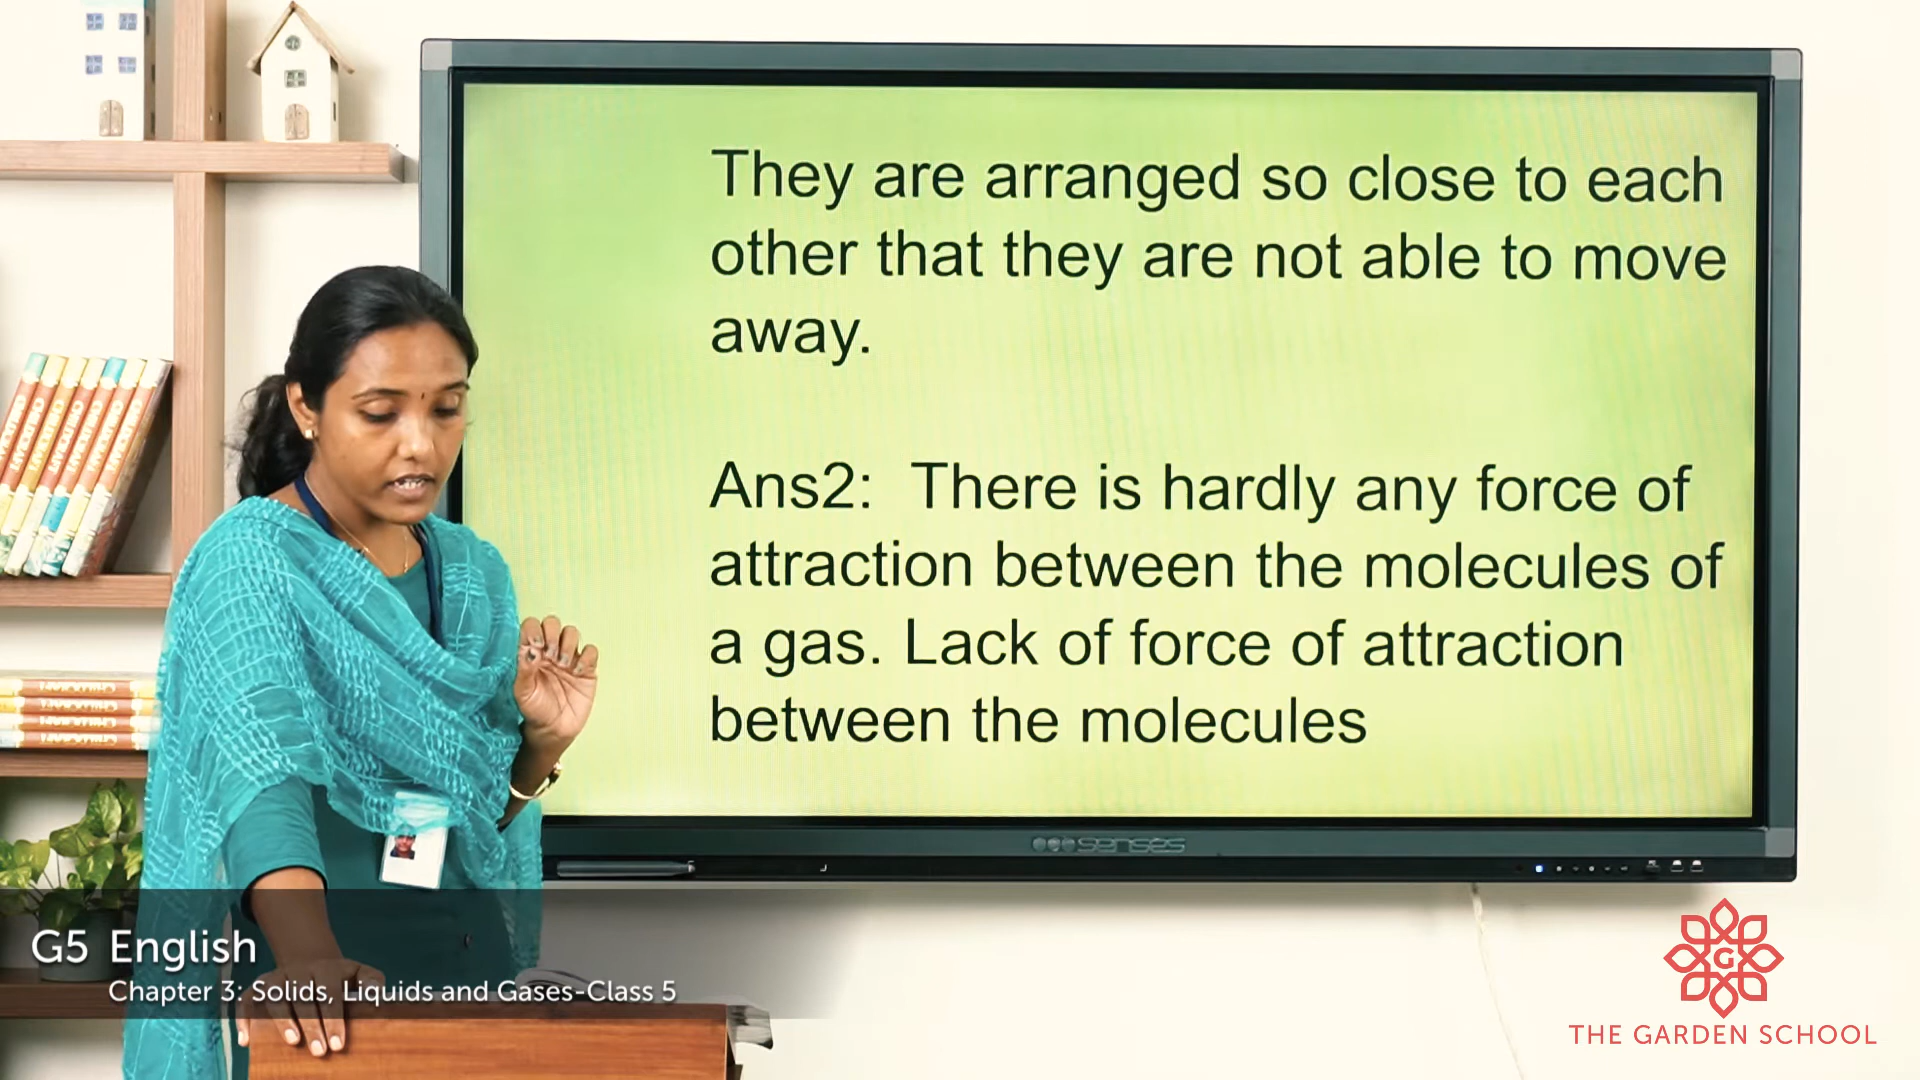 They are arranged so close to each
other that they are not able to move
away.
Ans2: There is hardly any force of
attraction between the molecules of
a gas. Lack of force of attraction
between the molecules
senses
G5 English
Chapter 3: Solids, Liquids and Gases-Class 5
G
THE GARDEN SCHOOL